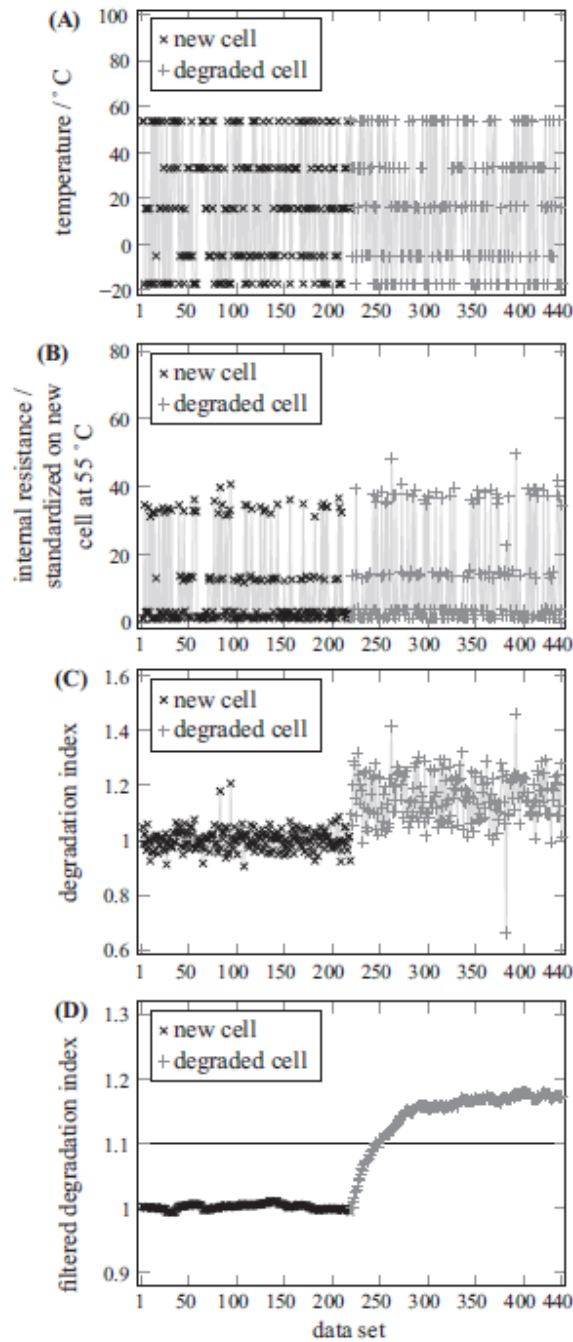 (A)
100
80
60
40
20
0
−20
temperature / °C
× new cell
+ degraded cell
1 50 100 150 200 250 300 350 400 440
(B)
80
60
40
20
0
internal resistance /
standardized on new
cell at 55 °C
× new cell
+ degraded cell
1 50 100 150 200 250 300 350 400 440
(C)
1.6
1.4
1.2
1
0.8
0.6
degradation index
× new cell
+ degraded cell
1 50 100 150 200 250 300 350 400 440
(D)
1.3
1.2
1.10
1
0.9
filtered degradation index
× new cell
+ degraded cell
1 50 100 150 200 250 300 350 400 440
data set